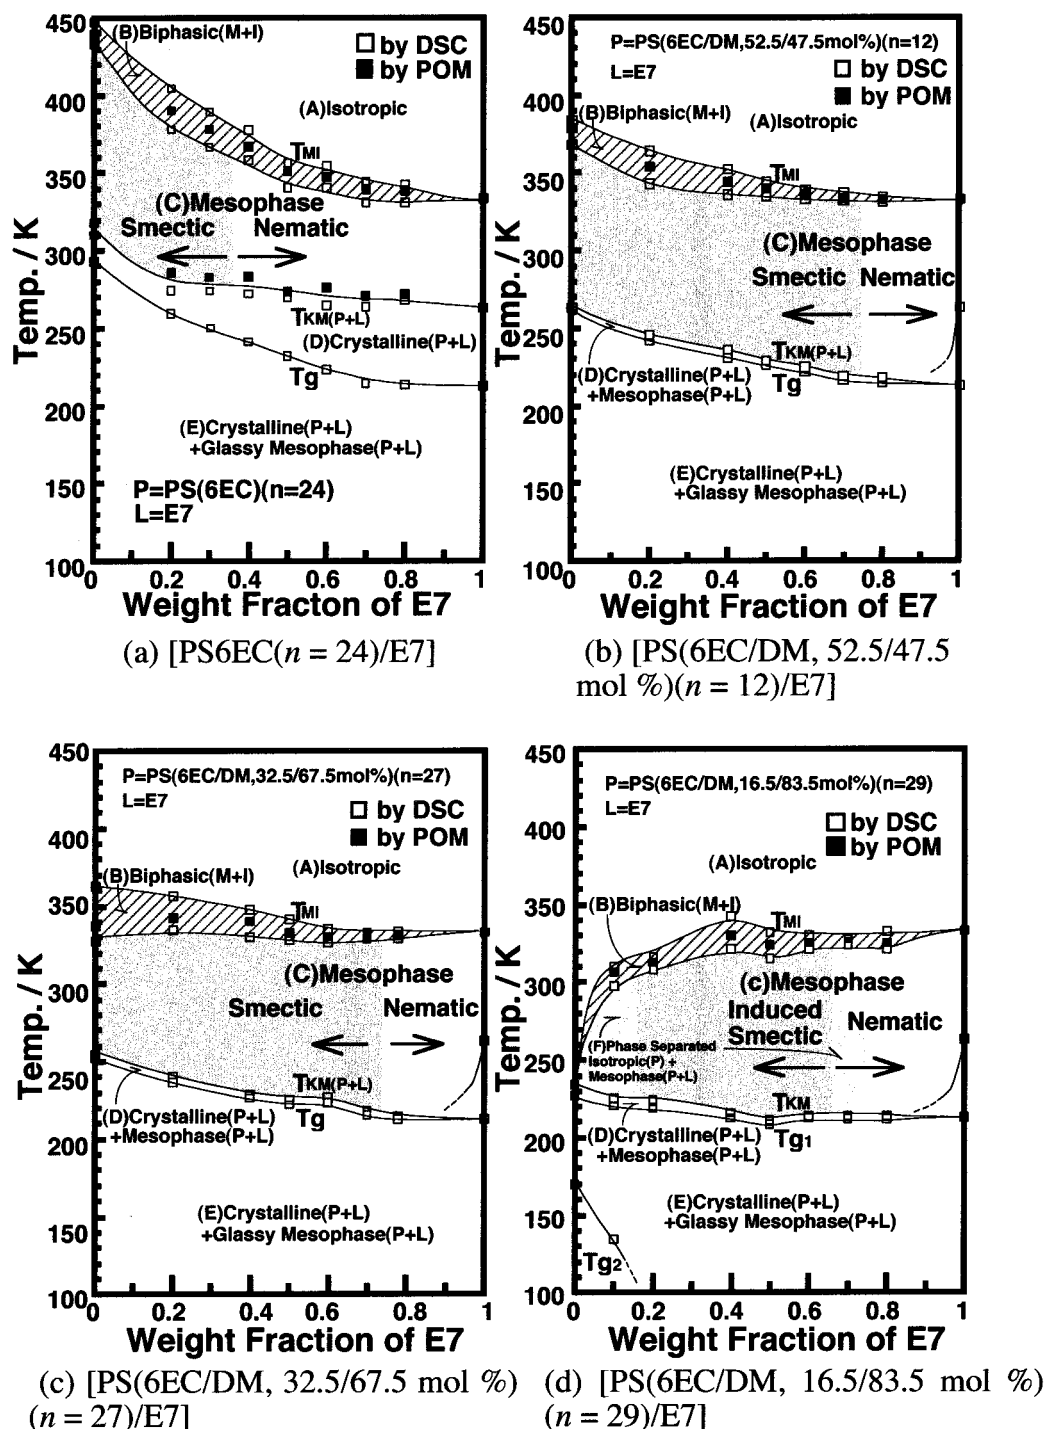 450
400
350
300
250
200
150
100
Temp. / K
(B)Biphasic(M+I)
□ by DSC
■ by POM
(A)Isotropic
TMI
(C)Mesophase
Smectic Nematic
TKM(P+L)
(D)Crystalline(P+L)
Tg
(E)Crystalline(P+L)
+Glassy Mesophase(P+L)
P=PS(6EC)(n=24)
L=E7
0 0.2 0.4 0.6 0.8 1
Weight Fracton of E7
(a) [PS6EC(n = 24)/E7]
450
400
350
300
250
200
150
100
Temp. / K
P=PS(6EC/DM,52.5/47.5mol%)(n=12)
L=E7
□ by DSC
■ by POM
(B)Biphasic(M+I)
(A)Isotropic
TMI
(C)Mesophase
Smectic Nematic
TKM(P+L)
(D)Crystalline(P+L)
+Mesophase(P+L)
Tg
(E)Crystalline(P+L)
+Glassy Mesophase(P+L)
0 0.2 0.4 0.6 0.8 1
Weight Fraction of E7
(b) [PS(6EC/DM, 52.5/47.5
mol %)(n = 12)/E7]
450
400
350
300
250
200
150
100
Temp. / K
P=PS(6EC/DM,32.5/67.5mol%)(n=27)
L=E7
□ by DSC
■ by POM
(A)Isotropic
(B)Biphasic(M+I)
TMI
(C)Mesophase
Smectic Nematic
TKM(P+L)
(D)Crystalline(P+L)
+Mesophase(P+L)
Tg
(E)Crystalline(P+L)
+Glassy Mesophase(P+L)
0 0.2 0.4 0.6 0.8 1
Weight Fraction of E7
(c) [PS(6EC/DM, 32.5/67.5 mol %)
(n = 27)/E7]
450
400
350
300
250
200
150
100
Temp. / K
P=PS(6EC/DM,16.5/83.5mol%)(n=29)
L=E7
□ by DSC
■ by POM
(A)Isotropic
(B)Biphasic(M+I)
TMI
(c)Mesophase
Induced
Smectic Nematic
(F)Phase Separated
Isotropic(P) +
Mesophase(P+L)
TKM
(D)Crystalline(P+L)
+Mesophase(P+L)
Tg1
(E)Crystalline(P+L)
+Glassy Mesophase(P+L)
Tg2
0 0.2 0.4 0.6 0.8 1
Weight Fraction of E7
(d) [PS(6EC/DM, 16.5/83.5 mol %)
(n = 29)/E7]